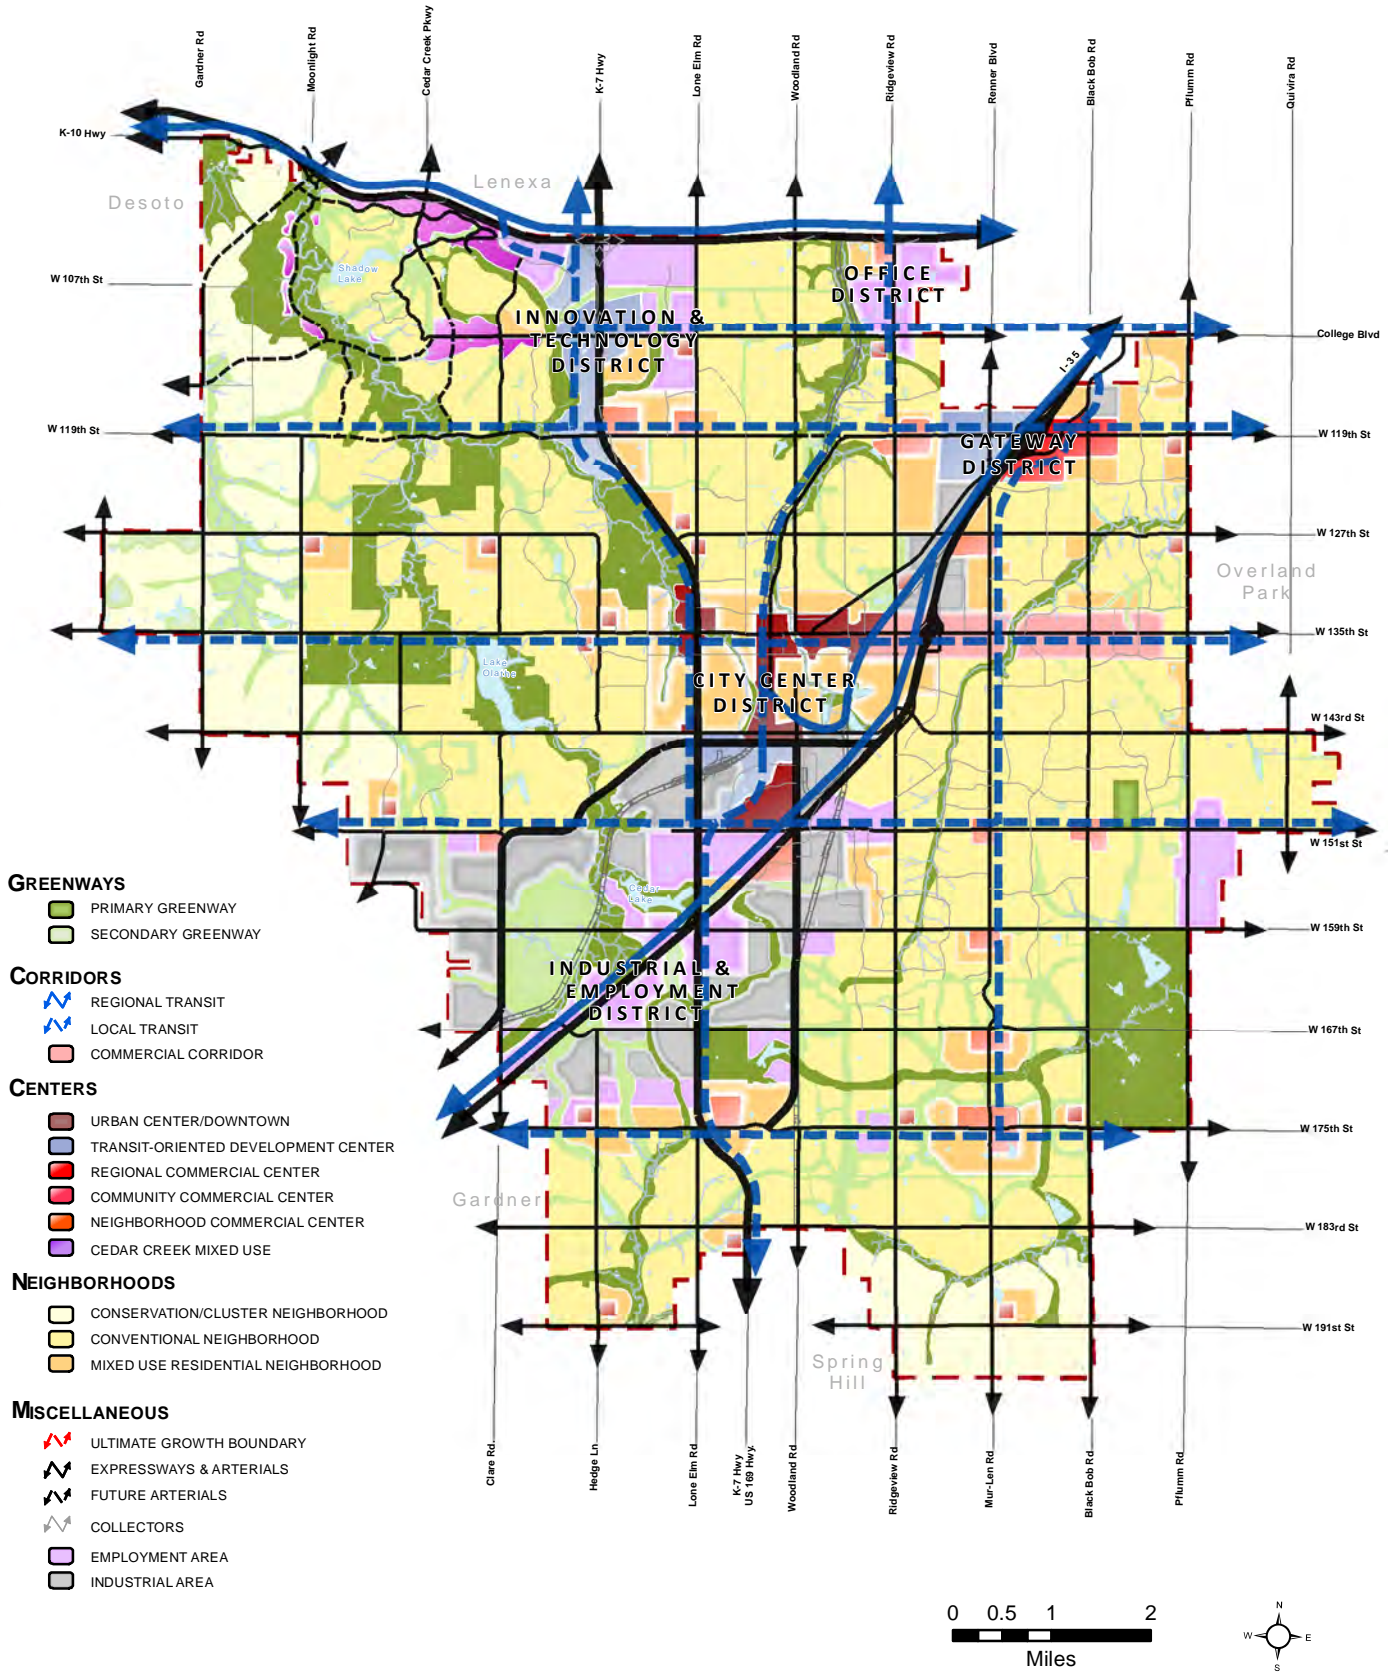 Gardner Rd
Moonlight Rd
Cedar Creek Pkwy
K-7 Hwy
Lone Elm Rd
Woodland Rd
Ridgeview Rd
Renner Blvd
Black Bob Rd
Pflumm Rd
Quivira Rd
K-10 Hwy
Desoto
Lenexa
W 107th St
Shadow
Lake
OFFICE
DISTRICT
INNOVATION &
TECHNOLOGY
DISTRICT
College Blvd
I-35
W 119th St
W 119th St
GATEWAY
DISTRICT
W 127th St
Overland
Park
W 135th St
Lake
Olathe
CITY CENTER
DISTRICT
W 143rd St
W 151st St
Cedar
Lake
W 159th St
INDUSTRIAL &
EMPLOYMENT
DISTRICT
W 167th St
W 175th St
Gardner
W 183rd St
W 191st St
Spring
Hill
GREENWAYS
PRIMARY GREENWAY
SECONDARY GREENWAY
CORRIDORS
REGIONAL TRANSIT
LOCAL TRANSIT
COMMERCIAL CORRIDOR
CENTERS
URBAN CENTER/DOWNTOWN
TRANSIT-ORIENTED DEVELOPMENT CENTER
REGIONAL COMMERCIAL CENTER
COMMUNITY COMMERCIAL CENTER
NEIGHBORHOOD COMMERCIAL CENTER
CEDAR CREEK MIXED USE
NEIGHBORHOODS
CONSERVATION/CLUSTER NEIGHBORHOOD
CONVENTIONAL NEIGHBORHOOD
MIXED USE RESIDENTIAL NEIGHBORHOOD
MISCELLANEOUS
ULTIMATE GROWTH BOUNDARY
EXPRESSWAYS & ARTERIALS
FUTURE ARTERIALS
COLLECTORS
EMPLOYMENT AREA
INDUSTRIAL AREA
Clare Rd.
Hedge Ln
Lone Elm Rd
K-7 Hwy
US 169 Hwy.
Woodland Rd
Ridgeview Rd
Mur-Len Rd
Black Bob Rd
Pflumm Rd
0 0.5 1 2
Miles
N
W E
S